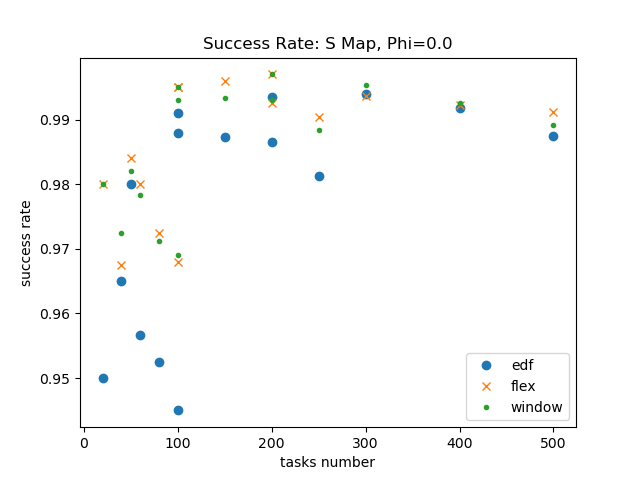 Success Rate: S Map, Phi=0.0
success rate
0.99
0.98
0.97
0.96
0.95
0
100
200
300
400
500
tasks number
edf
flex
window